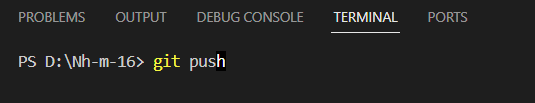 PROBLEMS OUTPUT DEBUG CONSOLE TERMINAL PORTS
PS D:\Nh-m-16> git push